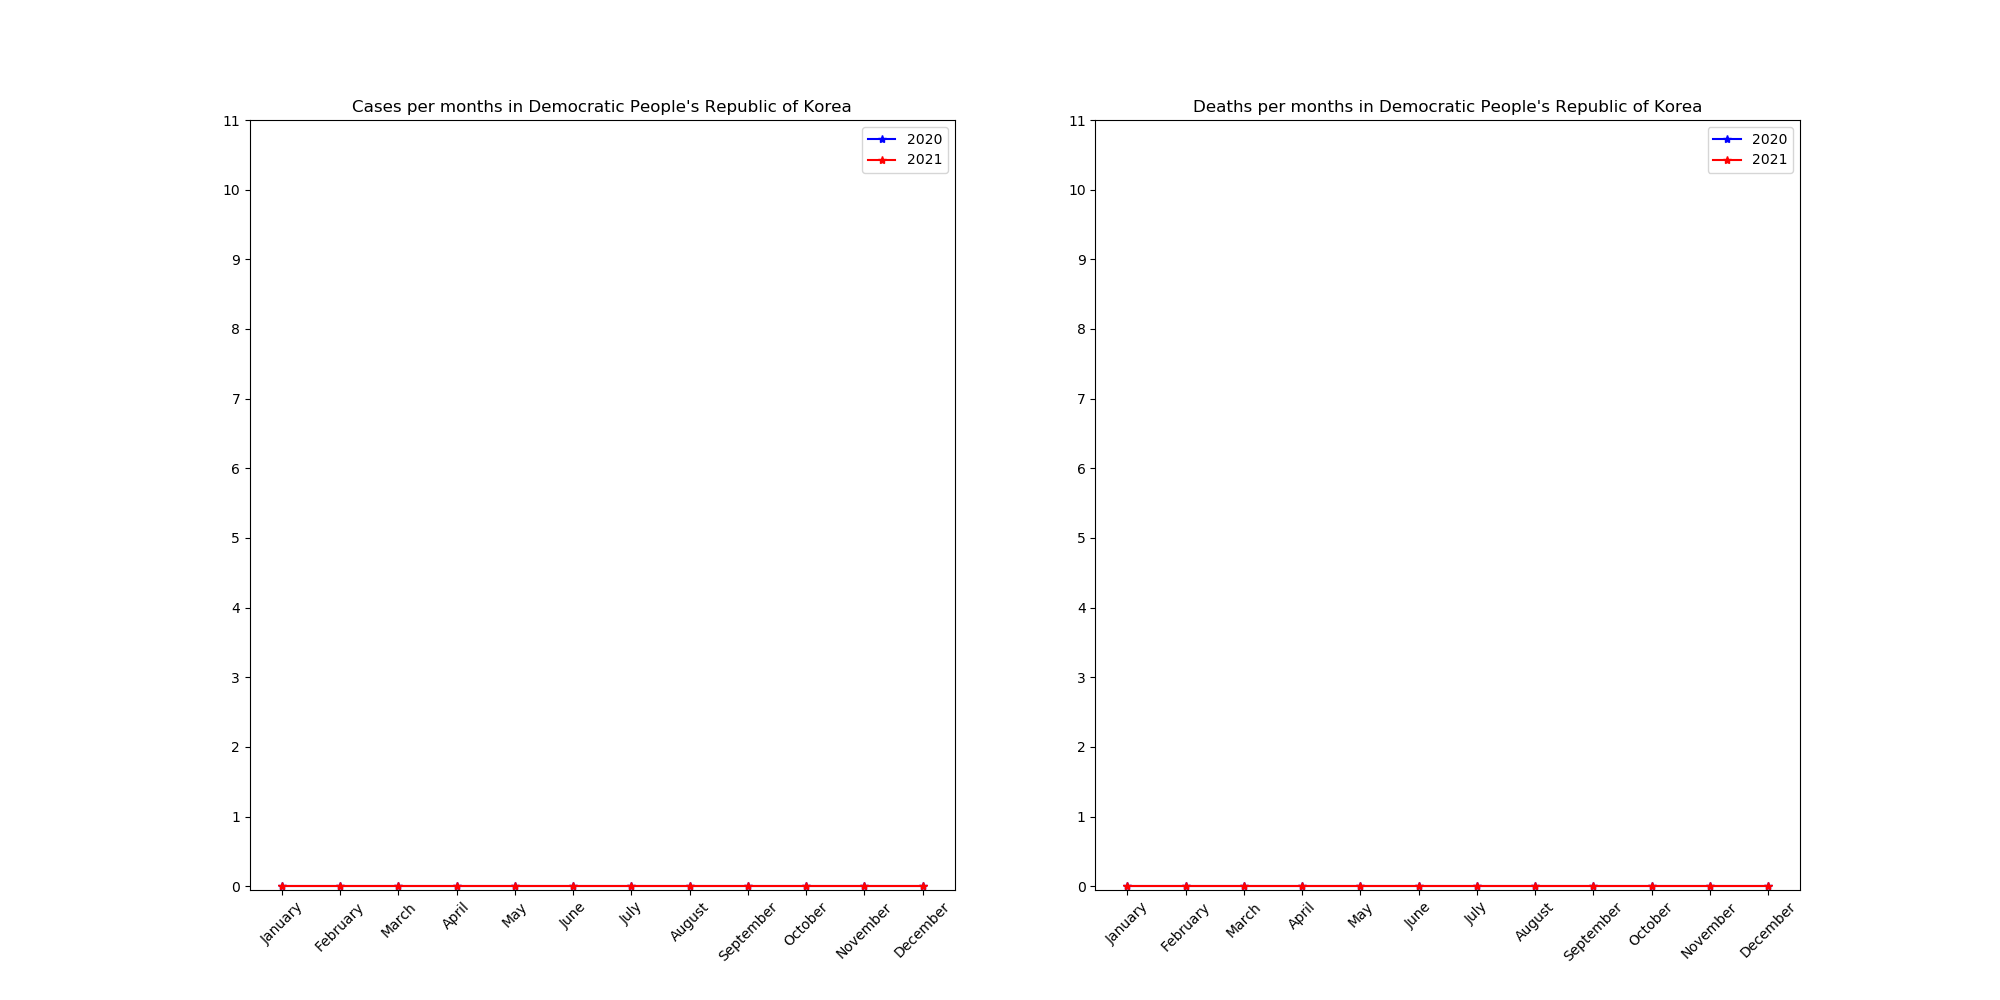 Cases per months in Democratic People's Republic of Korea
11
10
9
8
7
6
5
4
3
2
1
0
2020
2021
January
February
March
April
May
June
July
August
September
October
November
December
Deaths per months in Democratic People's Republic of Korea
11
10
9
8
7
6
5
4
3
2
1
0
2020
2021
January
February
March
April
May
June
July
August
September
October
November
December